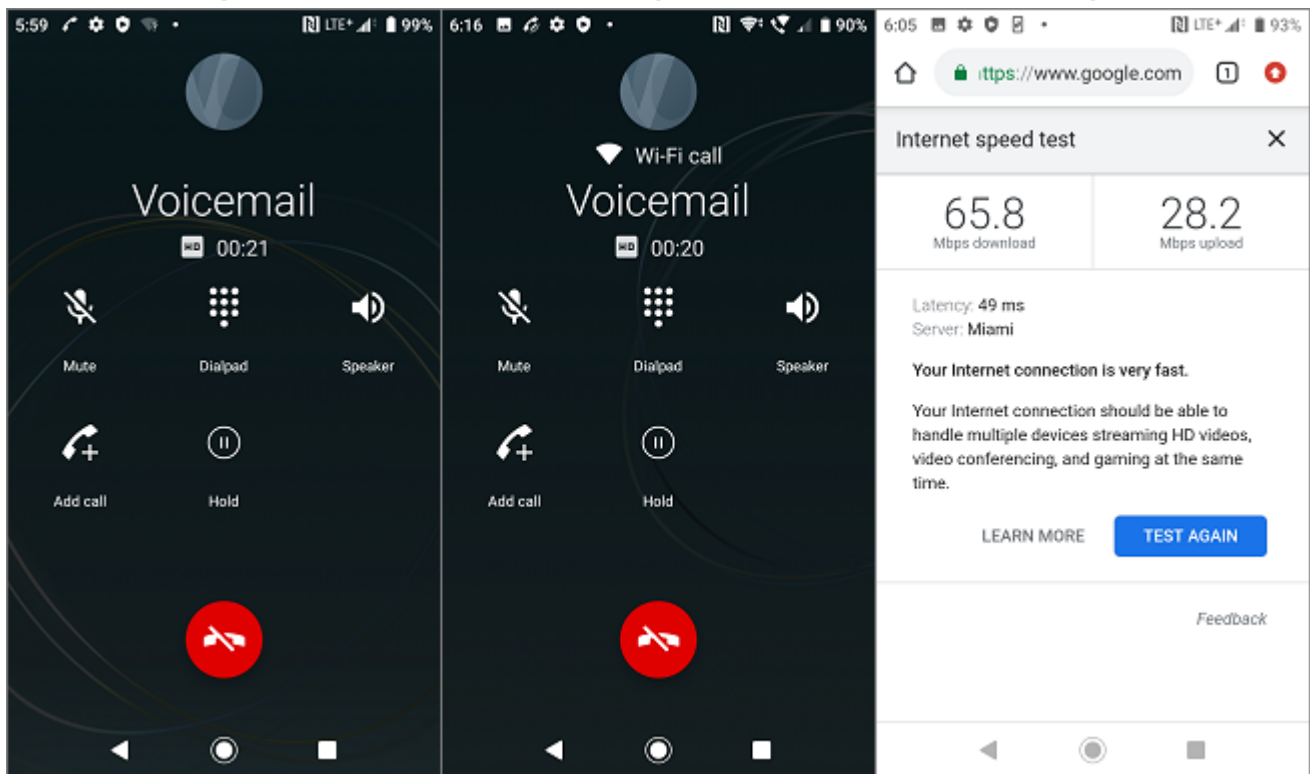 5:59 LTE+ 99%
Voicemail
HD 00:21
Mute Dialpad Speaker
Add call Hold
6:16 90%
Wi-Fi call
Voicemail
HD 00:20
Mute Dialpad Speaker
Add call Hold
6:05 LTE+ 93%
ttps://www.google.com 1
Internet speed test
65.8 28.2
Mbps download Mbps upload
Latency: 49 ms
Server: Miami
Your Internet connection is very fast.
Your Internet connection should be able to
handle multiple devices streaming HD videos,
video conferencing, and gaming at the same
time.
LEARN MORE TEST AGAIN
Feedback